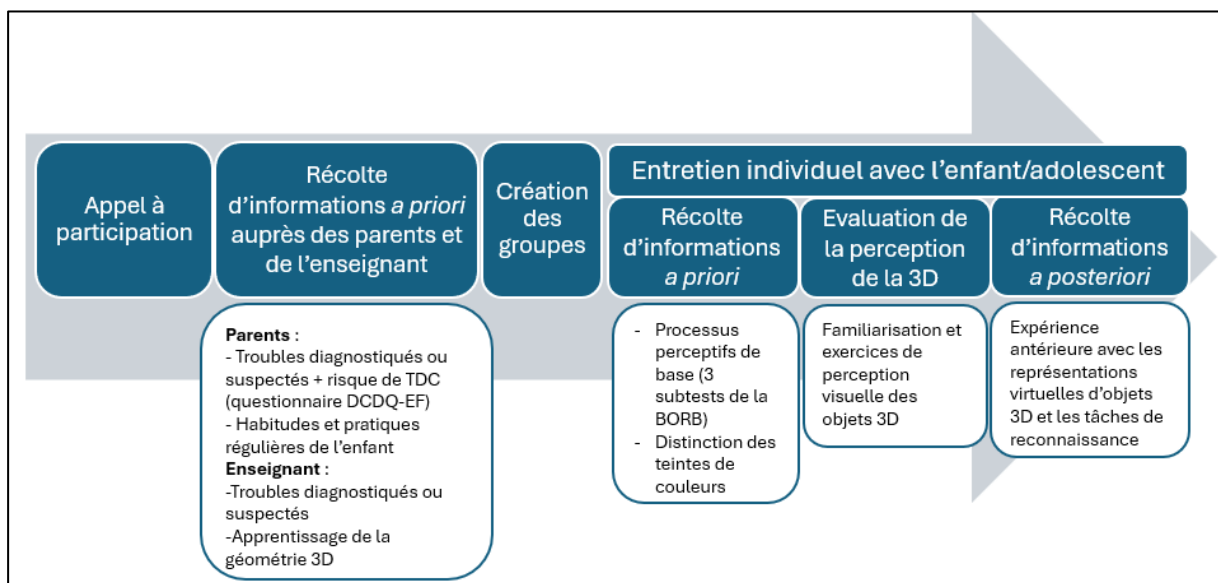 Appel à
participation
Récolte
d'informations a priori
auprès des parents et
de l'enseignant
Création
des
groupes
Entretien individuel avec l'enfant/adolescent
Récolte
d'informations
a priori
Evaluation de
la perception
de la 3D
Récolte
d'informations
a posteriori
Parents :
- Troubles diagnostiqués ou
suspectés + risque de TDC
(questionnaire DCDQ-EF)
- Habitudes et pratiques
régulières de l'enfant
Enseignant :
-Troubles diagnostiqués ou
suspectés
-Apprentissage de la
géométrie 3D
- Processus
perceptifs de
base (3
subtests de la
BORB)
- Distinction des
teintes de
couleurs
Familiarisation et
exercices de
perception
visuelle des
objets 3D
Expérience
antérieure avec les
représentations
virtuelles d'objets
3D et les tâches de
reconnaissance